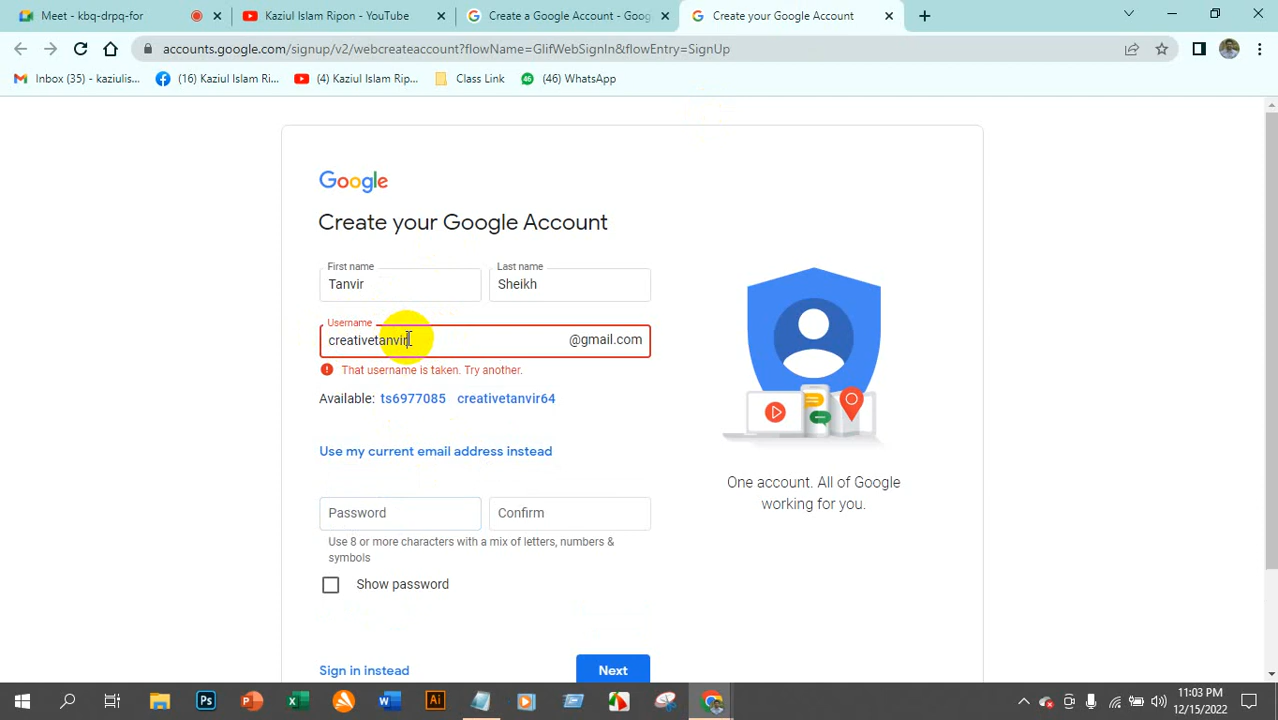 Meet - kbq-drpq-for
Kaziul Islam Ripon - YouTube
Create a Google Account - Goog
Create your Google Account
accounts.google.com/signup/v2/webcreateaccount?flowName=GlifWebSignIn&flowEntry=SignUp
Inbox (35) - kaziulis...
(16) Kaziul Islam Ri...
(4) Kaziul Islam Rip...
Class Link
46
(46) WhatsApp
Google
Create your Google Account
First name
Last name
Tanvir
Sheikh
Username
creativetanvir
@gmail.com
That username is taken. Try another.
Available: ts6977085 creativetanvir64
Use my current email address instead
Password
Confirm
Use 8 or more characters with a mix of letters, numbers &
symbols
Show password
One account. All of Google
working for you.
Sign in instead
Next
Ps
Ai
11:03 PM
12/15/2022